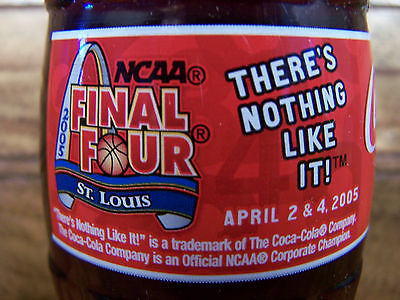 NCAA®
2005
FINAL
FOUR®
ST. LOUIS
THERE'S
NOTHING
LIKE
IT!™
APRIL 2 & 4, 2005
"There's Nothing Like It!" is a trademark of The Coca-Cola® Company.
The Coca-Cola Company is an Official NCAA® Corporate Champion.